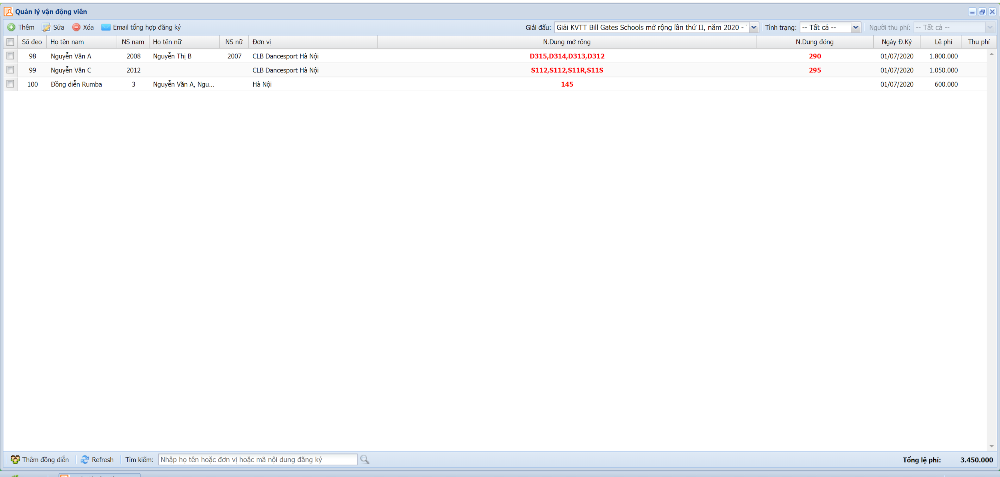 Quản lý vận động viên
Thêm Sửa Xóa Email tổng hợp đăng ký Giải đấu: Giải KVTT Bill Gates Schools mở rộng lần thứ II, năm 2020 - Tình trạng: -- Tất cả -- Người thu phí: -- Tất cả --
Số đeo Họ tên nam NS nam Họ tên nữ NS nữ Đơn vị N.Dung mở rộng N.Dung đóng Ngày Đ.Ký Lệ phí Thu phí
98 Nguyễn Văn A 2008 Nguyễn Thị B 2007 CLB Dancesport Hà Nội D315,D314,D313,D312 290 01/07/2020 1.800.000
99 Nguyễn Văn C 2012 CLB Dancesport Hà Nội S112,S112,S11R,S11S 295 01/07/2020 1.050.000
100 Đồng diễn Rumba 3 Nguyễn Văn A, Ngu... Hà Nội 145 01/07/2020 600.000
Thêm đồng diễn Refresh Tìm kiếm: Nhập họ tên hoặc đơn vị hoặc mã nội dung đăng ký Tổng lệ phí: 3.450.000